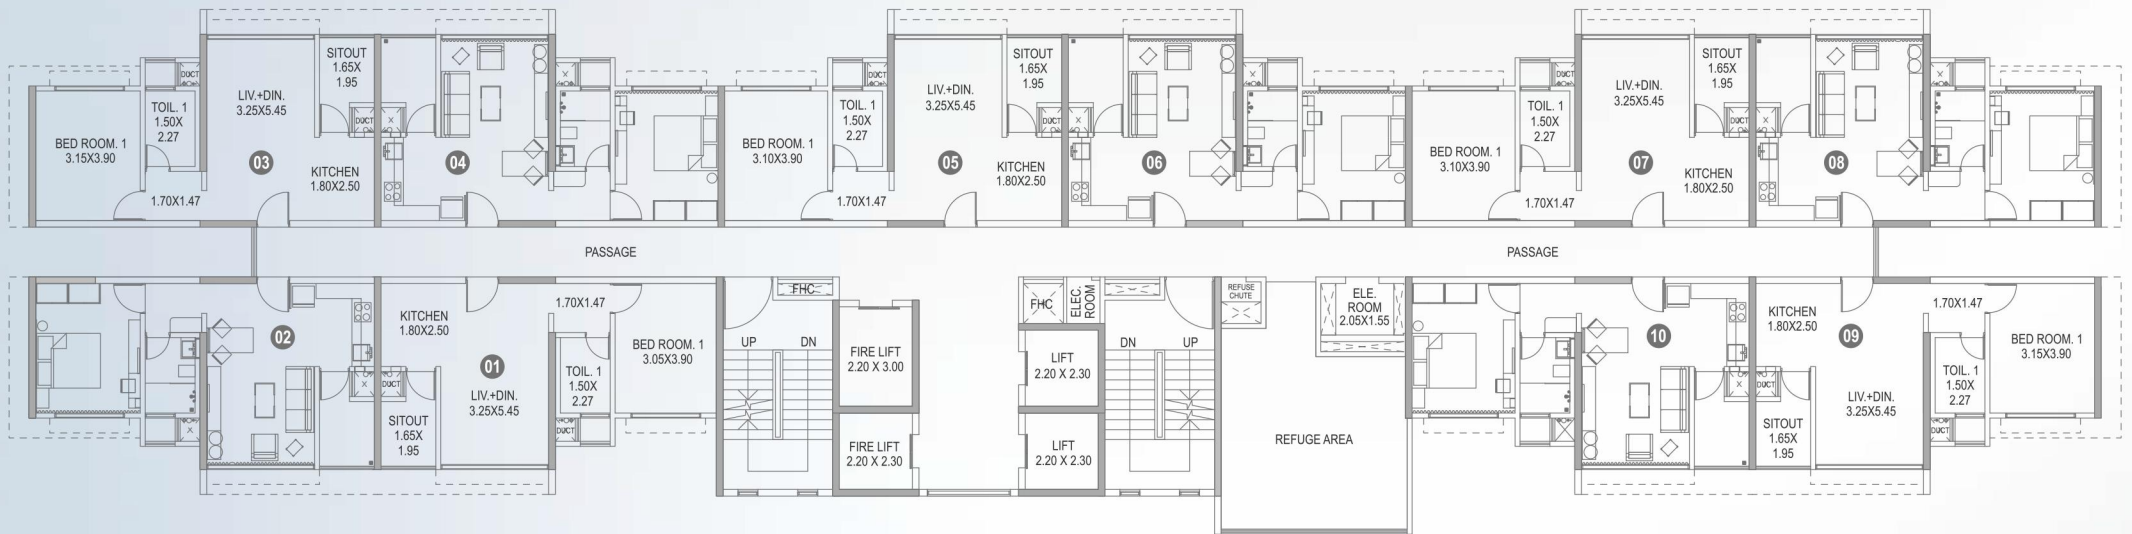 SITOUT
1.65X
1.95
DUCT
LIV.+DIN.
3.25X5.45
TOIL. 1
1.50X
2.27
BED ROOM. 1
3.15X3.90
DUCT
X
03
KITCHEN
1.80X2.50
1.70X1.47
04
X
SITOUT
1.65X
1.95
DUCT
LIV.+DIN.
3.25X5.45
TOIL. 1
1.50X
2.27
BED ROOM. 1
3.10X3.90
DUCT
X
05
KITCHEN
1.80X2.50
1.70X1.47
06
X
SITOUT
1.65X
1.95
DUCT
LIV.+DIN.
3.25X5.45
TOIL. 1
1.50X
2.27
BED ROOM. 1
3.10X3.90
DUCT
X
07
KITCHEN
1.80X2.50
1.70X1.47
08
X
PASSAGE
PASSAGE
02
X
X
DUCT
KITCHEN
1.80X2.50
01
LIV.+DIN.
3.25X5.45
SITOUT
1.65X
1.95
1.70X1.47
BED ROOM. 1
3.05X3.90
TOIL. 1
1.50X
2.27
DUCT
FHC
UP
DN
FIRE LIFT
2.20 X 3.00
FIRE LIFT
2.20 X 2.30
FHC
ELEC.
ROOM
LIFT
2.20 X 2.30
LIFT
2.20 X 2.30
DN
UP
REFUSE
CHUTE
ELE.
ROOM
2.05X1.55
REFUGE AREA
10
X
X
DUCT
KITCHEN
1.80X2.50
09
LIV.+DIN.
3.25X5.45
SITOUT
1.65X
1.95
1.70X1.47
BED ROOM. 1
3.15X3.90
TOIL. 1
1.50X
2.27
DUCT